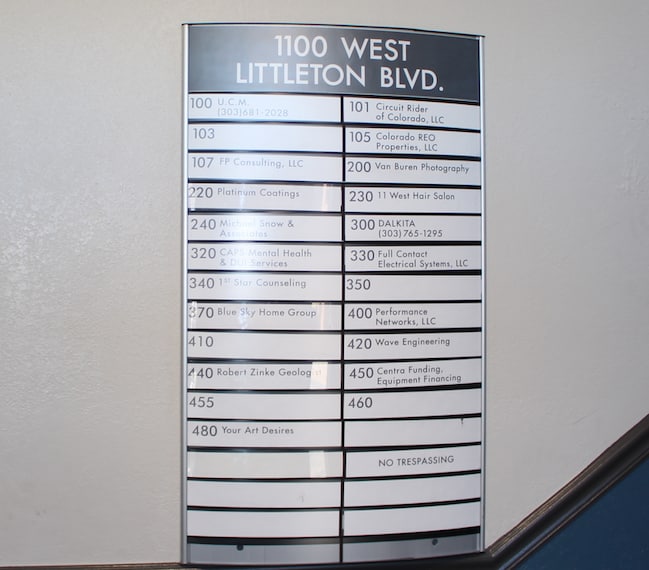 1100 WEST
LITTLETON BLVD.
100 U.C.M.
(303)681-2028
101 Circuit Rider
of Colorado, LLC
103
105 Colorado REO
Properties, LLC
107 FP Consulting, LLC
200 Van Buren Photography
220 Platinum Coatings
230 11 West Hair Salon
240 Michael Snow &
Associates
300 DALKITA
(303) 765-1295
320 CAPS Mental Health
& DUI Services
330 Full Contact
Electrical Systems, LLC
340 1st Star Counseling
350
370 Blue Sky Home Group
400 Performance
Networks, LLC
410
420 Wave Engineering
440 Robert Zinke Geologist
450 Centra Funding,
Equipment Financing
455
460
480 Your Art Desires
NO TRESPASSING